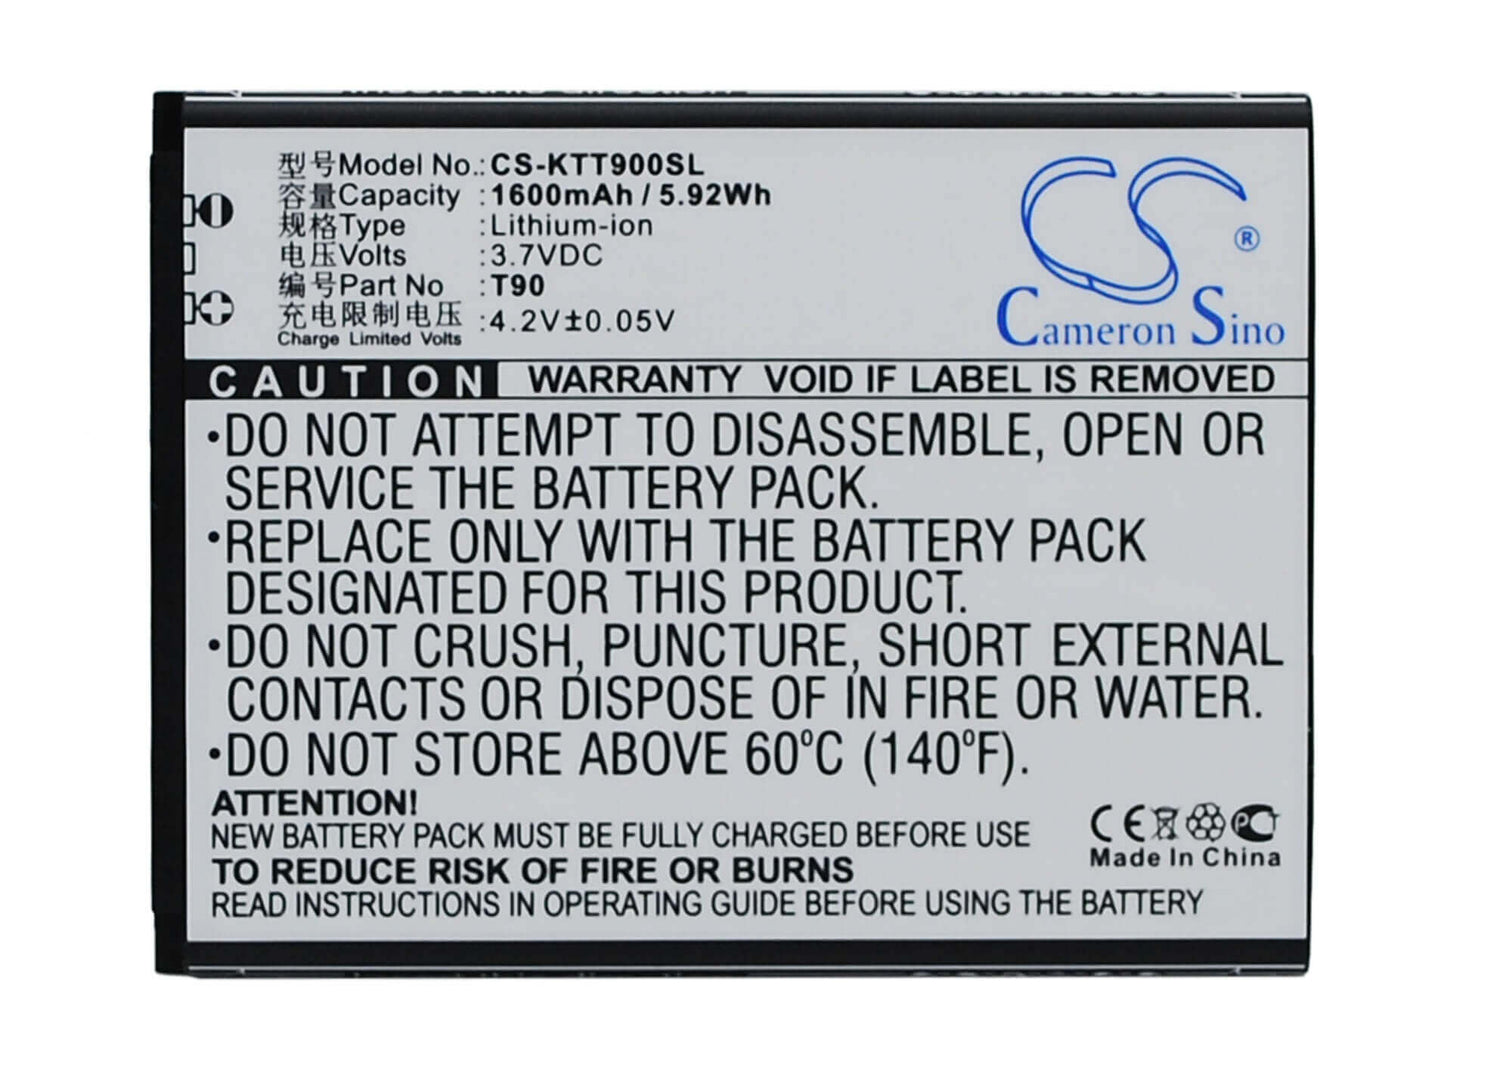 型号Model No.: CS-KTT900SL
容量Capacity : 1600mAh / 5.92Wh
规格Type : Lithium-ion
电压Volts : 3.7VDC
编号Part No : T90
充电限制电压 : 4.2V±0.05V
Charge Limited Volts
CS ®
Cameron Sino
CAUTION WARRANTY VOID IF LABEL IS REMOVED
•DO NOT ATTEMPT TO DISASSEMBLE, OPEN OR
SERVICE THE BATTERY PACK.
•REPLACE ONLY WITH THE BATTERY PACK
DESIGNATED FOR THIS PRODUCT.
•DO NOT CRUSH, PUNCTURE, SHORT EXTERNAL
CONTACTS OR DISPOSE OF IN FIRE OR WATER.
•DO NOT STORE ABOVE 60°C (140°F).
ATTENTION!
NEW BATTERY PACK MUST BE FULLY CHARGED BEFORE USE
TO REDUCE RISK OF FIRE OR BURNS
READ INSTRUCTIONS IN OPERATING GUIDE BEFORE USING THE BATTERY
CE PC
Made In China